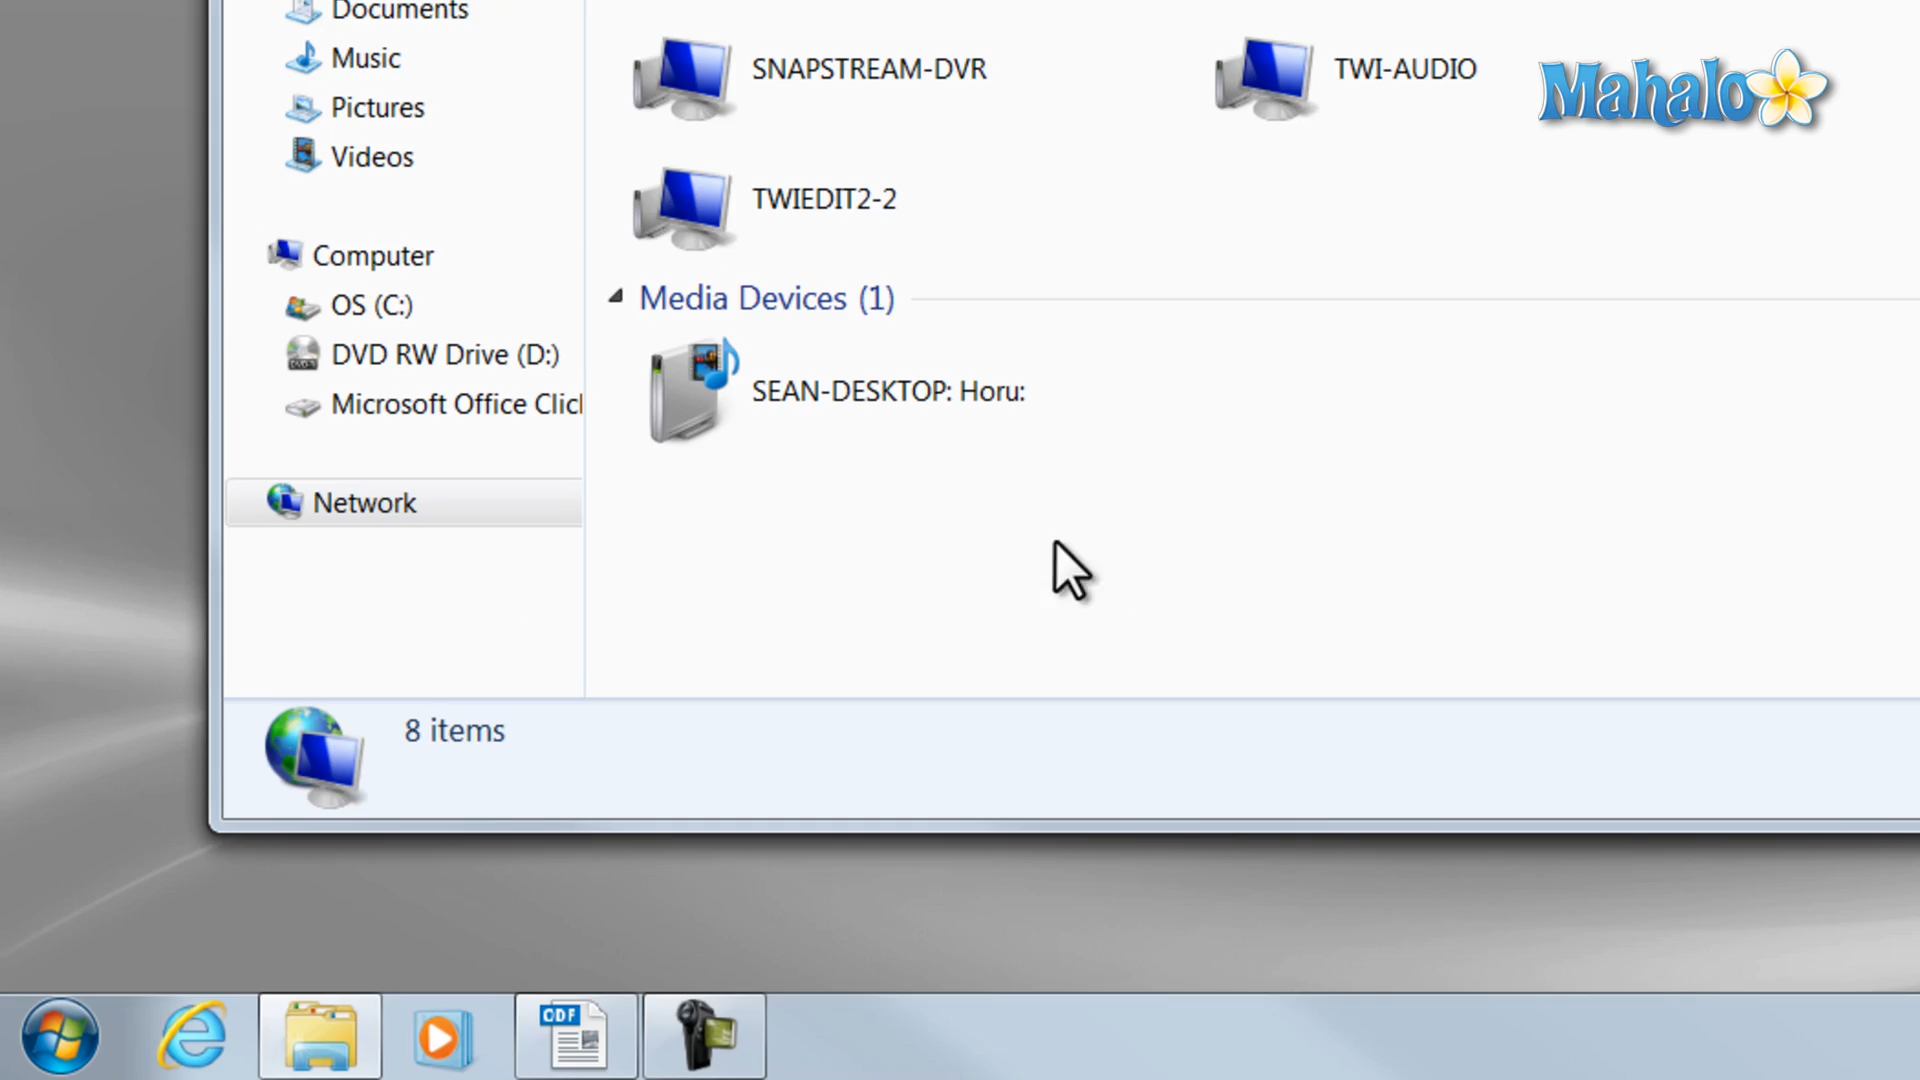 Documents
Music
Pictures
Videos
Computer
OS (C:)
DVD RW Drive (D:)
Microsoft Office Clic
Network
SNAPSTREAM-DVR
TWI-AUDIO
TWIEDIT2-2
Media Devices (1)
SEAN-DESKTOP: Horu:
8 items
Mahalo
ODF